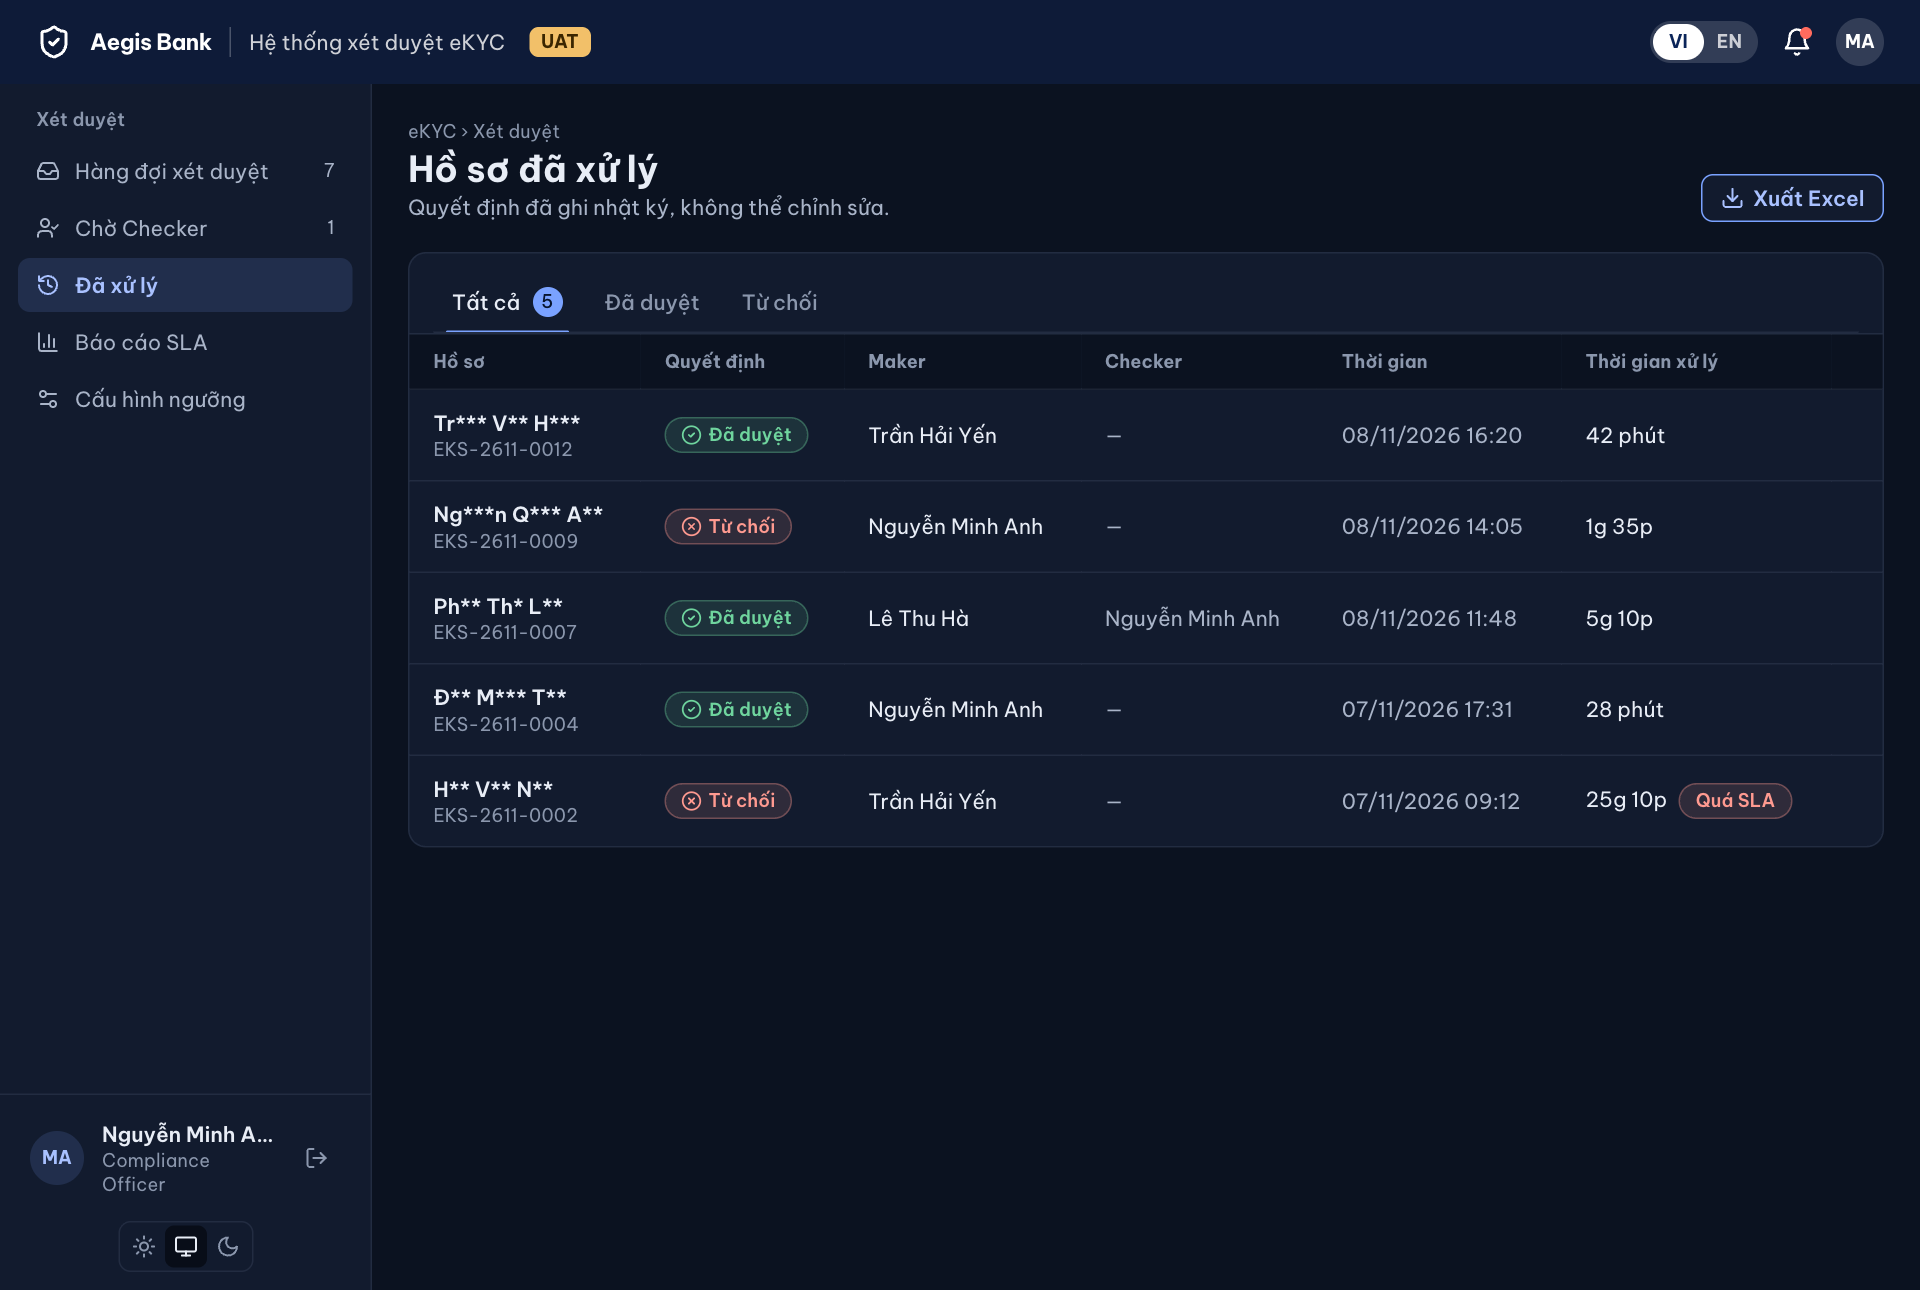 Aegis Bank
Hệ thống xét duyệt eKYC
UAT
VI
EN
MA
Xét duyệt
Hàng đợi xét duyệt 7
Chờ Checker 1
Đã xử lý
Báo cáo SLA
Cấu hình ngưỡng
eKYC › Xét duyệt
Hồ sơ đã xử lý
Quyết định đã ghi nhật ký, không thể chỉnh sửa.
Xuất Excel
Tất cả 5 Đã duyệt Từ chối
Hồ sơ Quyết định Maker Checker Thời gian Thời gian xử lý
Tr*** V** H***
EKS-2611-0012
Đã duyệt Trần Hải Yến — 08/11/2026 16:20 42 phút
Ng***n Q*** A**
EKS-2611-0009
Từ chối Nguyễn Minh Anh — 08/11/2026 14:05 1g 35p
Ph** Th* L**
EKS-2611-0007
Đã duyệt Lê Thu Hà Nguyễn Minh Anh 08/11/2026 11:48 5g 10p
Đ** M*** T**
EKS-2611-0004
Đã duyệt Nguyễn Minh Anh — 07/11/2026 17:31 28 phút
H** V** N**
EKS-2611-0002
Từ chối Trần Hải Yến — 07/11/2026 09:12 25g 10p Quá SLA
MA
Nguyễn Minh A...
Compliance
Officer